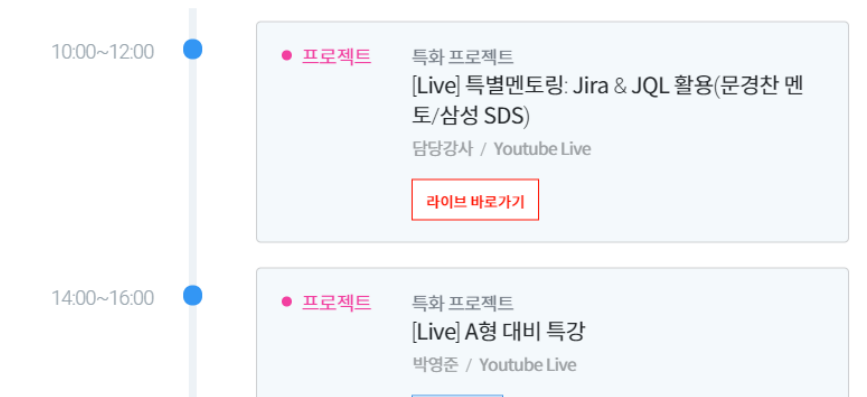 10:00~12:00
프로젝트
특화 프로젝트
[Live] 특별멘토링: Jira & JQL 활용(문경찬 멘
토/삼성 SDS)
담당강사 / Youtube Live
라이브 바로가기
14:00~16:00
프로젝트
특화 프로젝트
[Live] A형 대비 특강
박영준 / Youtube Live